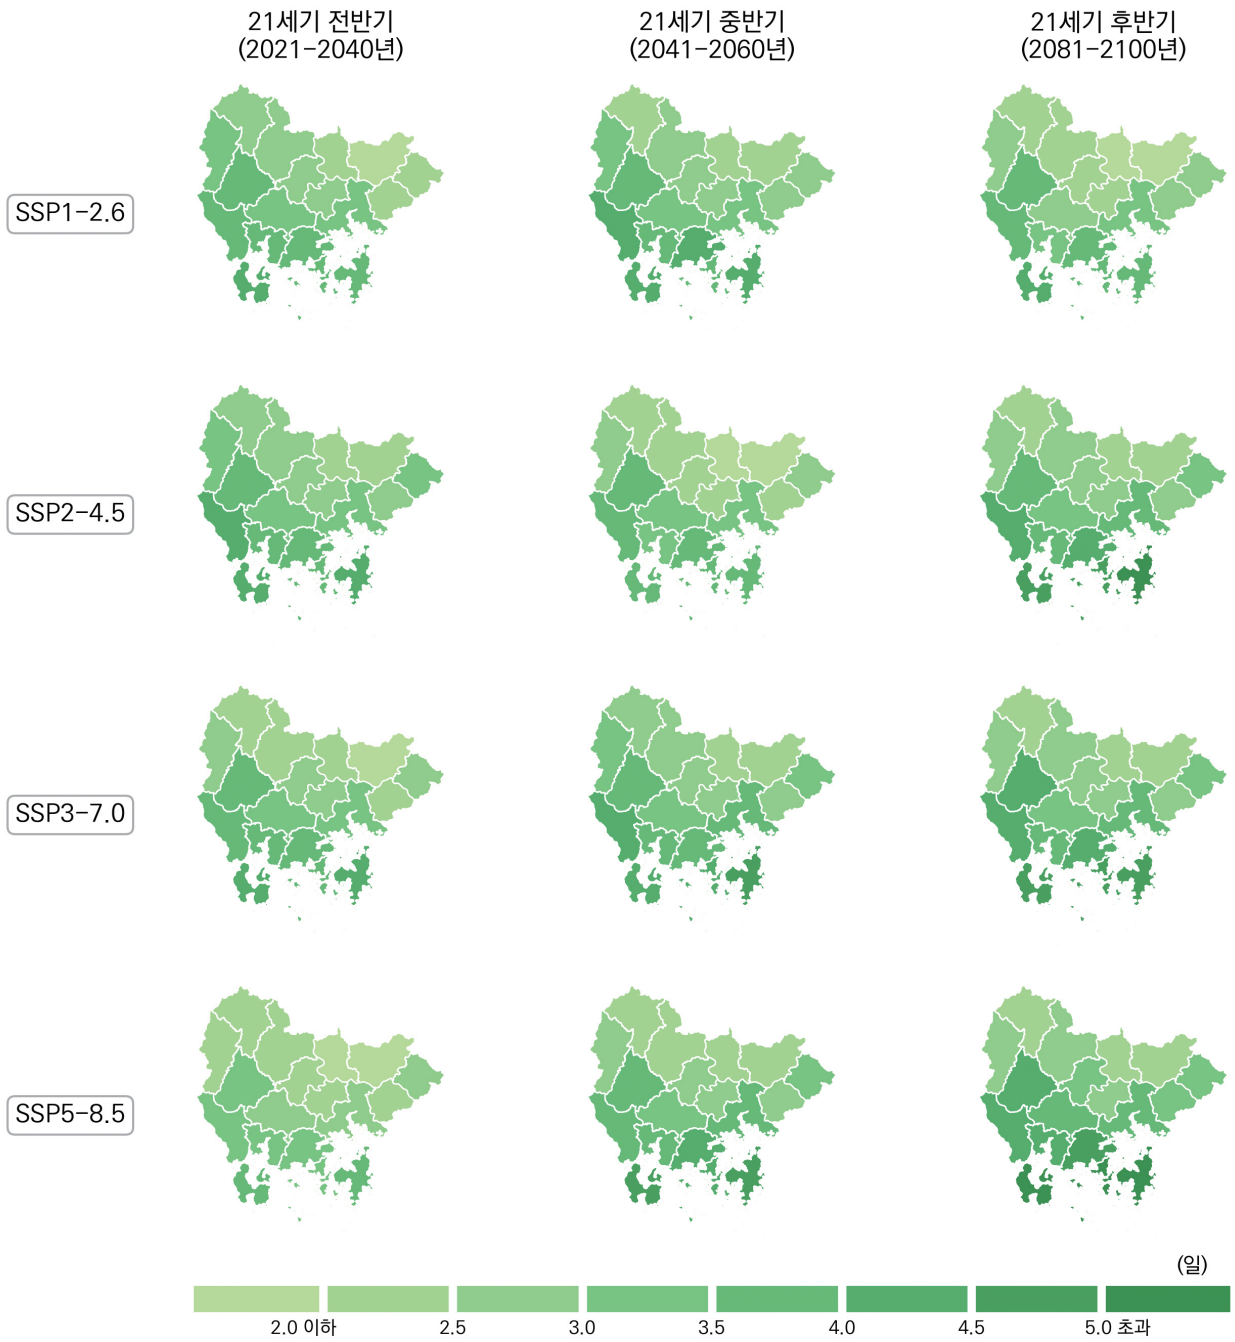 21세기 전반기
(2021-2040년)
21세기 중반기
(2041-2060년)
21세기 후반기
(2081-2100년)
SSP1-2.6
SSP2-4.5
SSP3-7.0
SSP5-8.5
(일)
2.0 이하 2.5 3.0 3.5 4.0 4.5 5.0 초과